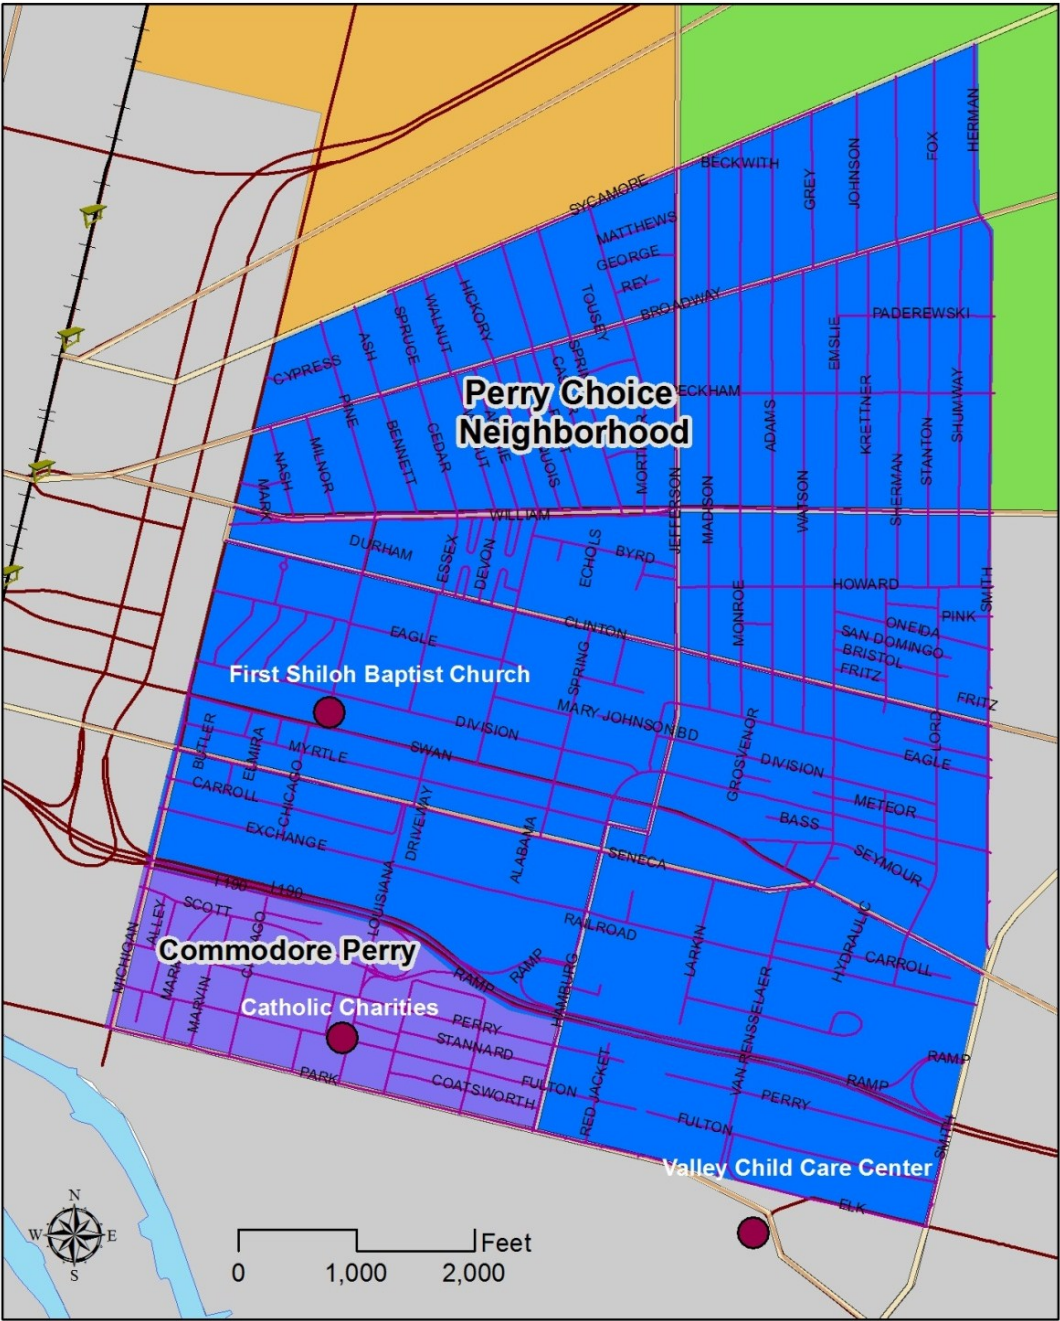 HERMAN
FOX
JOHNSON
BECKWITH
GREY
SYCAMORE
MATTHEWS
GEORGE
REY
BROADWAY
HICKORY
WALNUT
SPRUCE
TOUSEY
ASH
CYPRESS
PADEREWSKI
EMSLIE
Perry Choice
Neighborhood
PINE
BENNETT
CEDAR
MILNOR
NASH
MARK
ADAMS
KRETTNER
SHUMWAY
STANTON
SHERMAN
WATSON
MADISON
JEFFERSON
WILLIAM
DURHAM
ESSEX
DEVON
ECHOLS
BYRD
HOWARD
SMITH
MONROE
PINK
ONEIDA
SAN DOMINGO
BRISTOL
FRITZ
CLINTON
EAGLE
First Shiloh Baptist Church
SPRING
FRITZ
MARY JOHNSON BD
LORD
BUTLER
ELMIRA
MYRTLE
SWAN
DIVISION
GROSVENOR
DIVISION
EAGLE
CHICAGO
CARROLL
METEOR
BASS
EXCHANGE
DRIVEWAY
ALABAMA
SENECA
SEYMOUR
I 190
I 190
LOUISIANA
SCOTT
RAILROAD
LARKIN
HYDRAULIC
ALLEY
Commodore Perry
MICHIGAN
RAMP
RAMP
CARROLL
MARVIN
Catholic Charities
HAMBURG
PERRY
STANNARD
VAN RENSSELAER
RAMP
RAMP
PARK
COATSWORTH
FULTON
RED JACKET
PERRY
FULTON
SMITH
Valley Child Care Center
ELK
N
W E
S
Feet
0 1,000 2,000